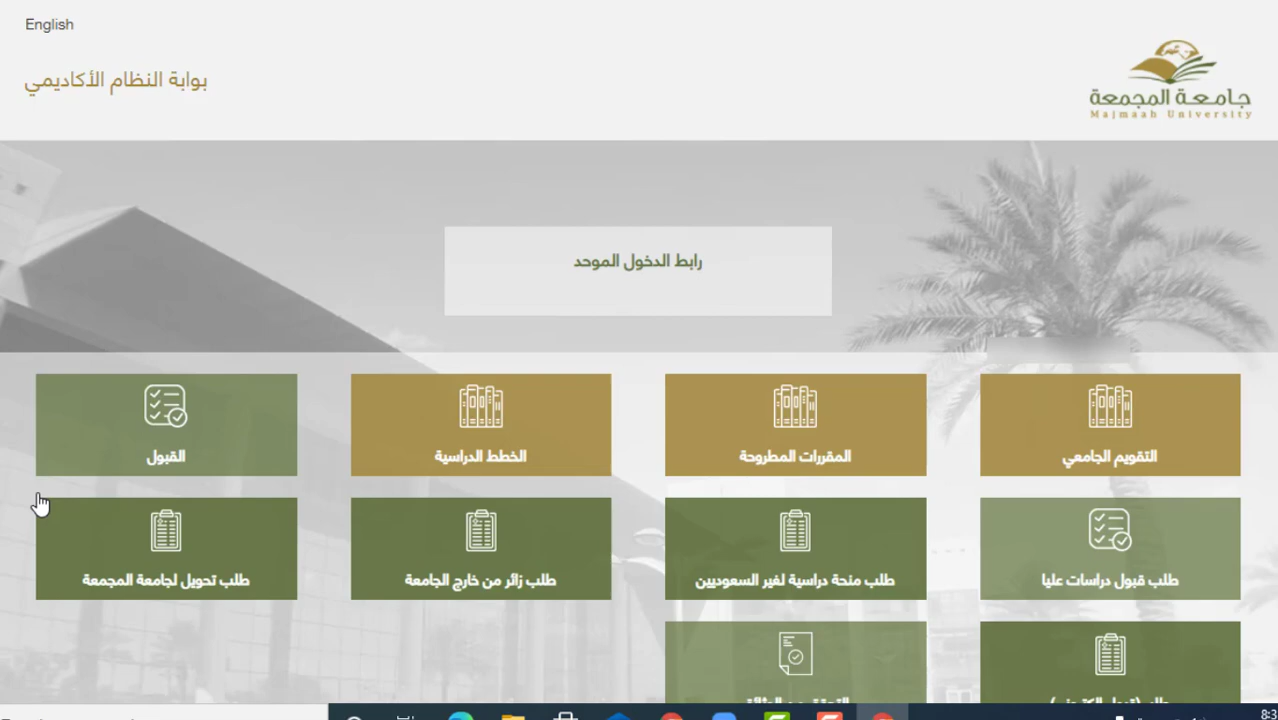 English
بوابة النظام الأكاديمي
جامعة المجمعة
Majmaah University
رابط الدخول الموحد
التقويم الجامعي
المقررات المطروحة
الخطط الدراسية
القبول
طلب قبول دراسات عليا
طلب منحة دراسية لغير السعوديين
طلب زائر من خارج الجامعة
طلب تحويل لجامعة المجمعة